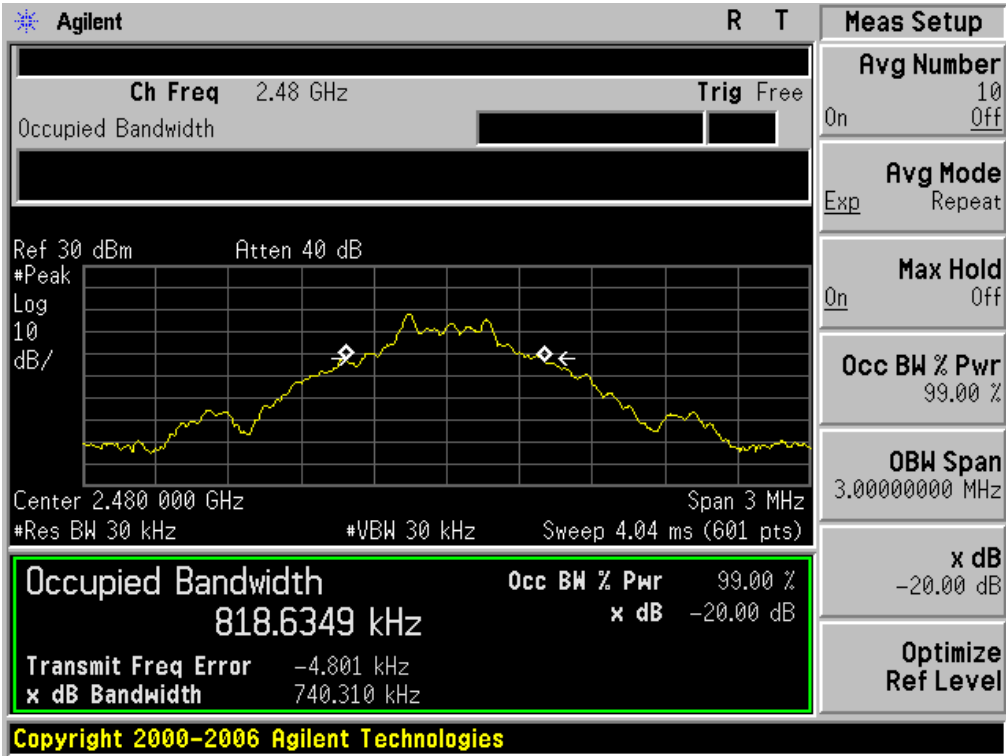 Agilent R T
Ch Freq 2.48 GHz Trig Free
Occupied Bandwidth
Ref 30 dBm Atten 40 dB
#Peak
Log
10
dB/
Center 2.480 000 GHz Span 3 MHz
#Res BW 30 kHz #VBW 30 kHz Sweep 4.04 ms (601 pts)
Occupied Bandwidth Occ BW % Pwr 99.00 %
818.6349 kHz x dB -20.00 dB
Transmit Freq Error -4.801 kHz
x dB Bandwidth 740.310 kHz
Copyright 2000-2006 Agilent Technologies
Meas Setup
Avg Number
10
On Off
Avg Mode
Exp Repeat
Max Hold
On Off
Occ BW % Pwr
99.00 %
OBW Span
3.00000000 MHz
x dB
-20.00 dB
Optimize
Ref Level